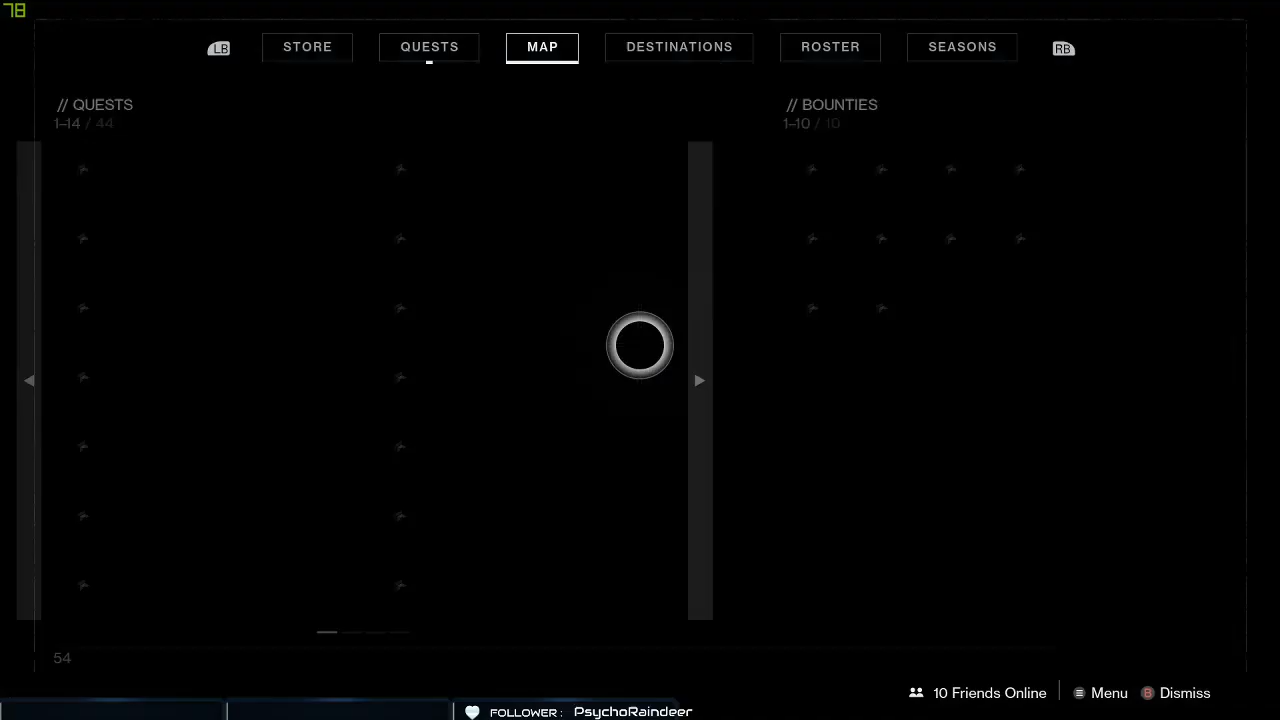 78
LB STORE QUESTS MAP DESTINATIONS ROSTER SEASONS RB
// QUESTS
1–14 / 44
// BOUNTIES
1–10 / 10
54
10 Friends Online Menu B Dismiss
FOLLOWER: PsychoRaindeer